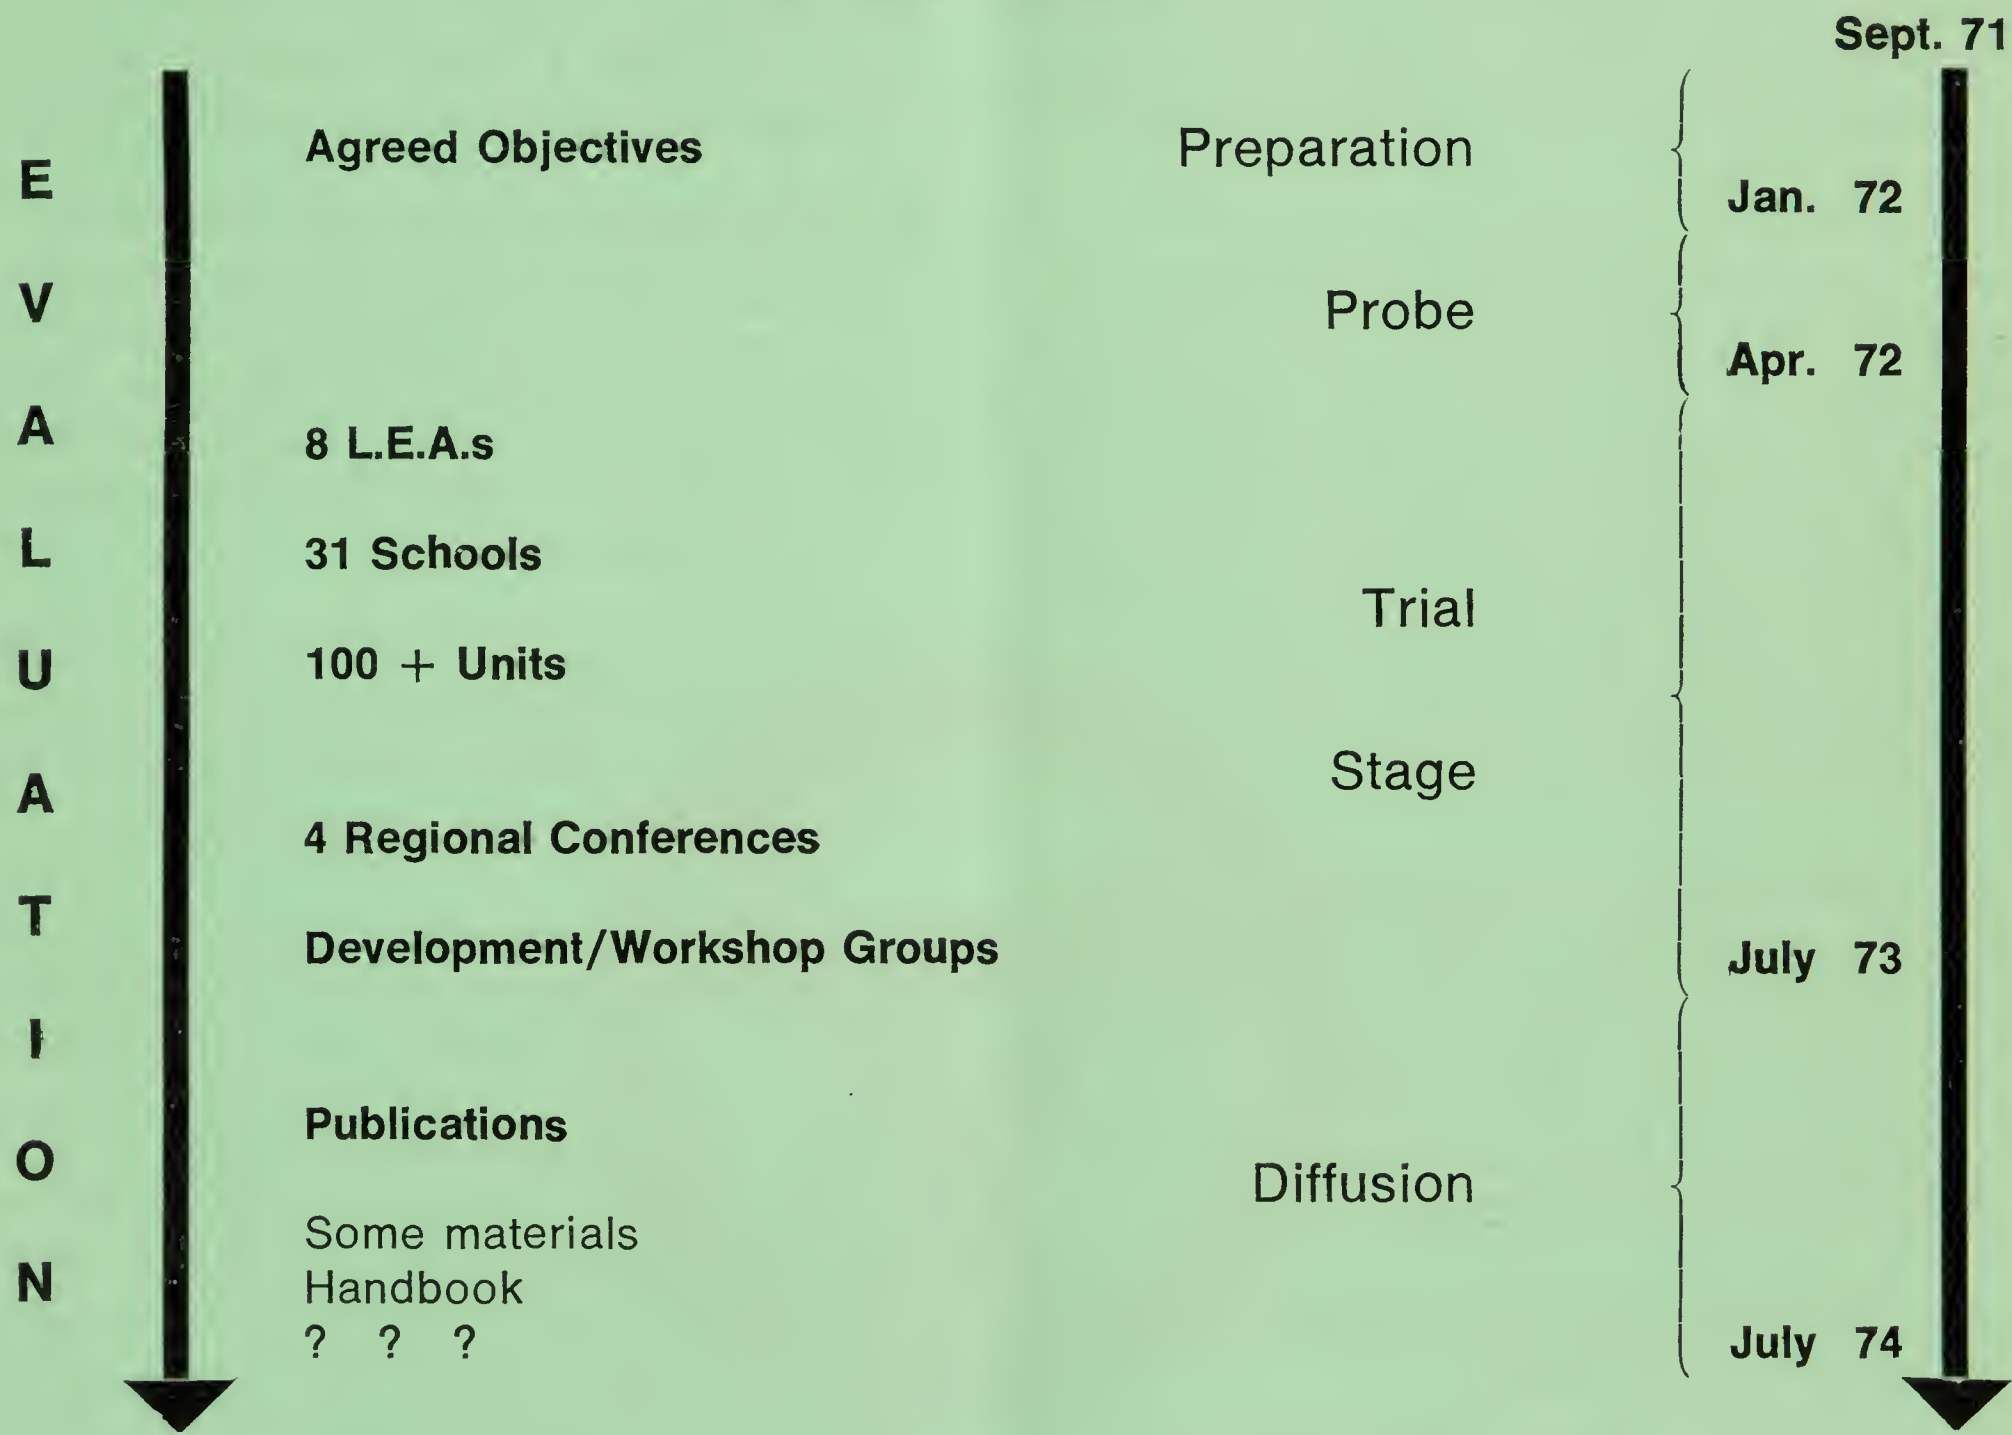 Sept. 71
E
V
A
L
U
A
T
I
O
N
Agreed Objectives
8 L.E.A.s
31 Schools
100 + Units
4 Regional Conferences
Development/Workshop Groups
Publications
Some materials
Handbook
? ? ?
Preparation
Probe
Trial
Stage
Diffusion
Jan. 72
Apr. 72
July 73
July 74